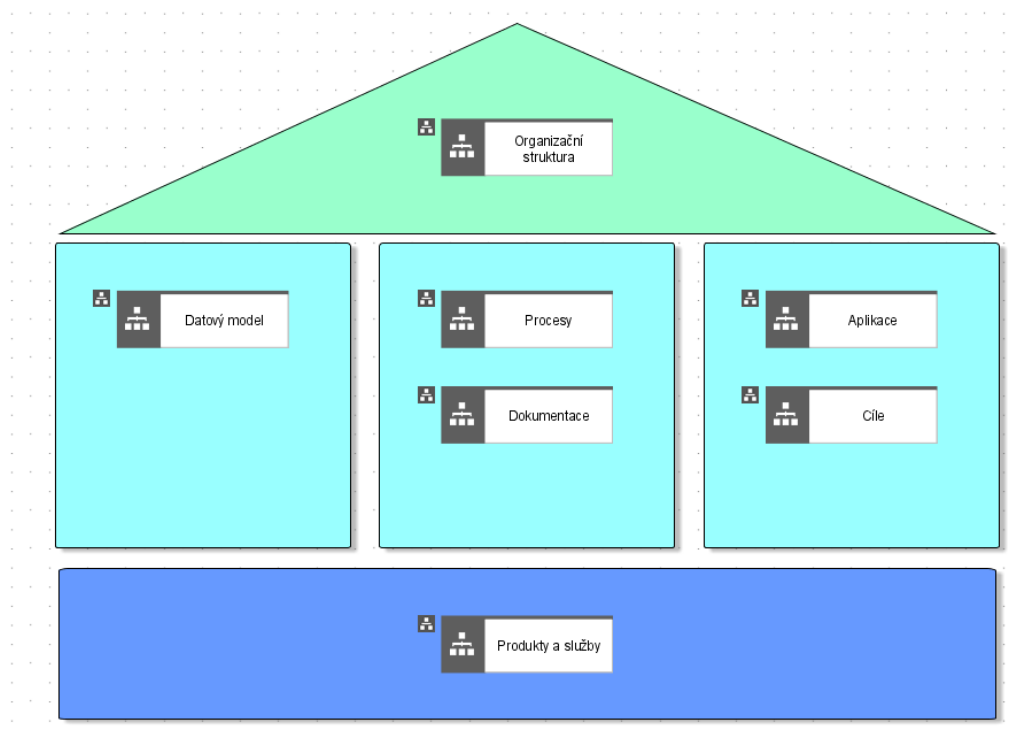 Organizační
struktura
Datový model
Procesy
Aplikace
Dokumentace
Cíle
Produkty a služby